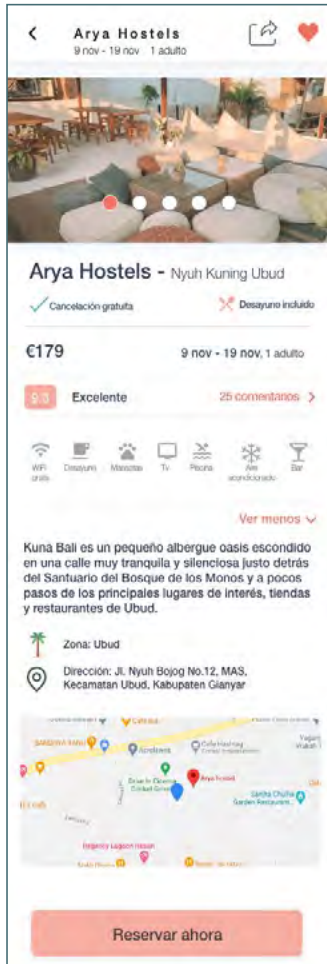 Arya Hostels
9 nov - 19 nov 1 adulto
Arya Hostels - Nyuh Kuning Ubud
Cancelación gratuita
Desayuno incluido
€179
9 nov - 19 nov, 1 adulto
9.3 Excelente
25 comentarios
WiFi gratis
Desayuno
Mascotas
Tv
Piscina
Aire acondicionado
Bar
Ver menos
Kuna Bali es un pequeño albergue oasis escondido
en una calle muy tranquila y silenciosa justo detrás
del Santuario del Bosque de los Monos y a pocos
pasos de los principales lugares de interés, tiendas
y restaurantes de Ubud.
Zona: Ubud
Dirección: Jl. Nyuh Bojog No.12, MAS,
Kecamatan Ubud, Kabupaten Gianyar
Arya hostel
Garden Restaurant
Reservar ahora